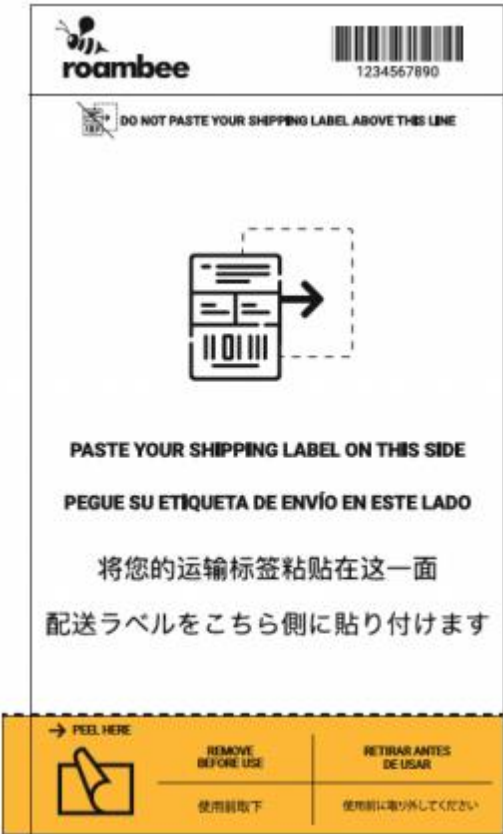 roambee
1234567890
DO NOT PASTE YOUR SHIPPING LABEL ABOVE THIS LINE
PASTE YOUR SHIPPING LABEL ON THIS SIDE
PEGUE SU ETIQUETA DE ENVÍO EN ESTE LADO
将您的运输标签粘贴在这一面
配送ラベルをこちら側に貼り付けます
PEEL HERE
REMOVE
BEFORE USE
RETIRAR ANTES
DE USAR
使用前取下
使用前に取り外してください